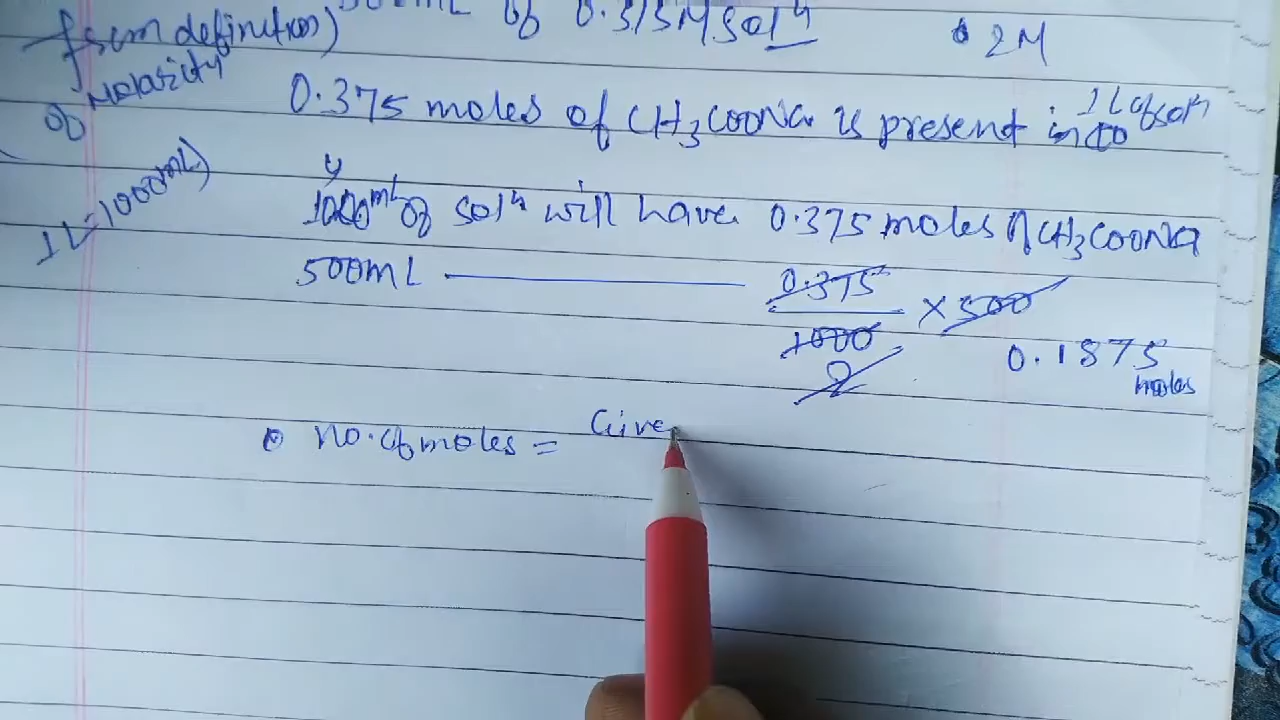 of 0.375M solⁿ 2M
from definition)
of Molarity
0.375 moles of CH₃COONa is present in 1L of solⁿ
1L=1000mL)
1000mL of solⁿ will have 0.375 moles of CH₃COONa
500mL 0.375 / 1000 × 500
2
0.1875 moles
No. of moles = Give